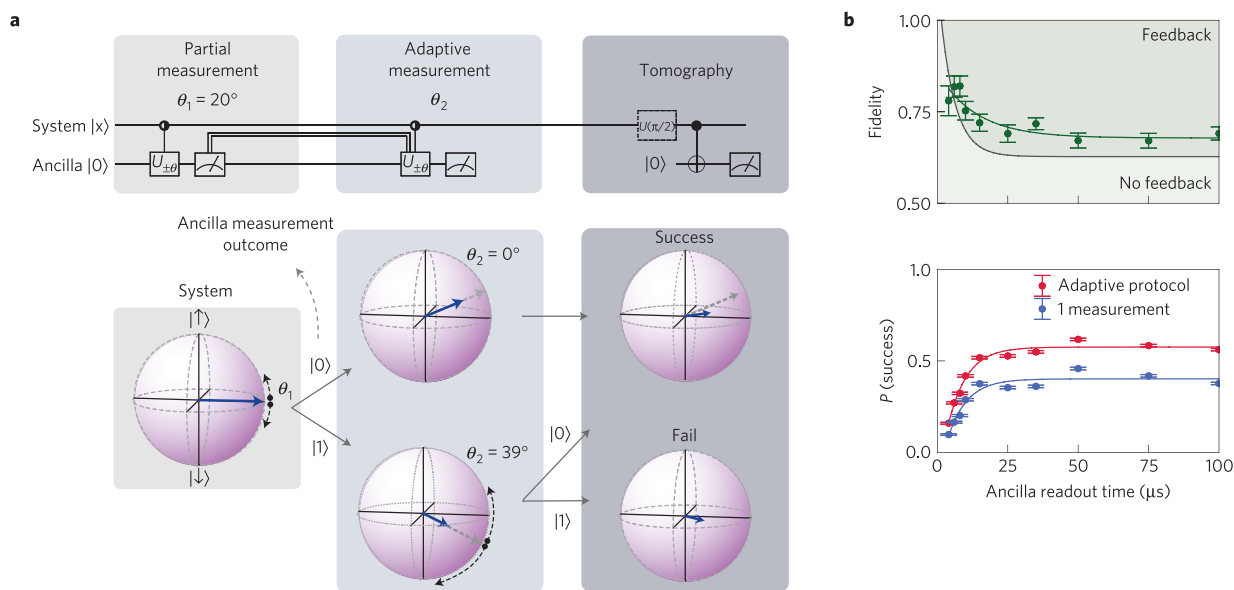 a
Partial
measurement
θ1 = 20°
Adaptive
measurement
θ2
Tomography
System |x⟩
Ancilla |0⟩
U±θ
U±θ
U(π/2)
|0⟩
Ancilla measurement
outcome
System
|↑⟩
|↓⟩
θ1
|0⟩
|1⟩
θ2 = 0°
θ2 = 39°
|0⟩
|1⟩
Success
Fail
b
Fidelity
1.00
0.75
0.50
Feedback
No feedback
P (success)
1.0
0.5
0.0
Adaptive protocol
1 measurement
0
25
50
75
100
Ancilla readout time (μs)